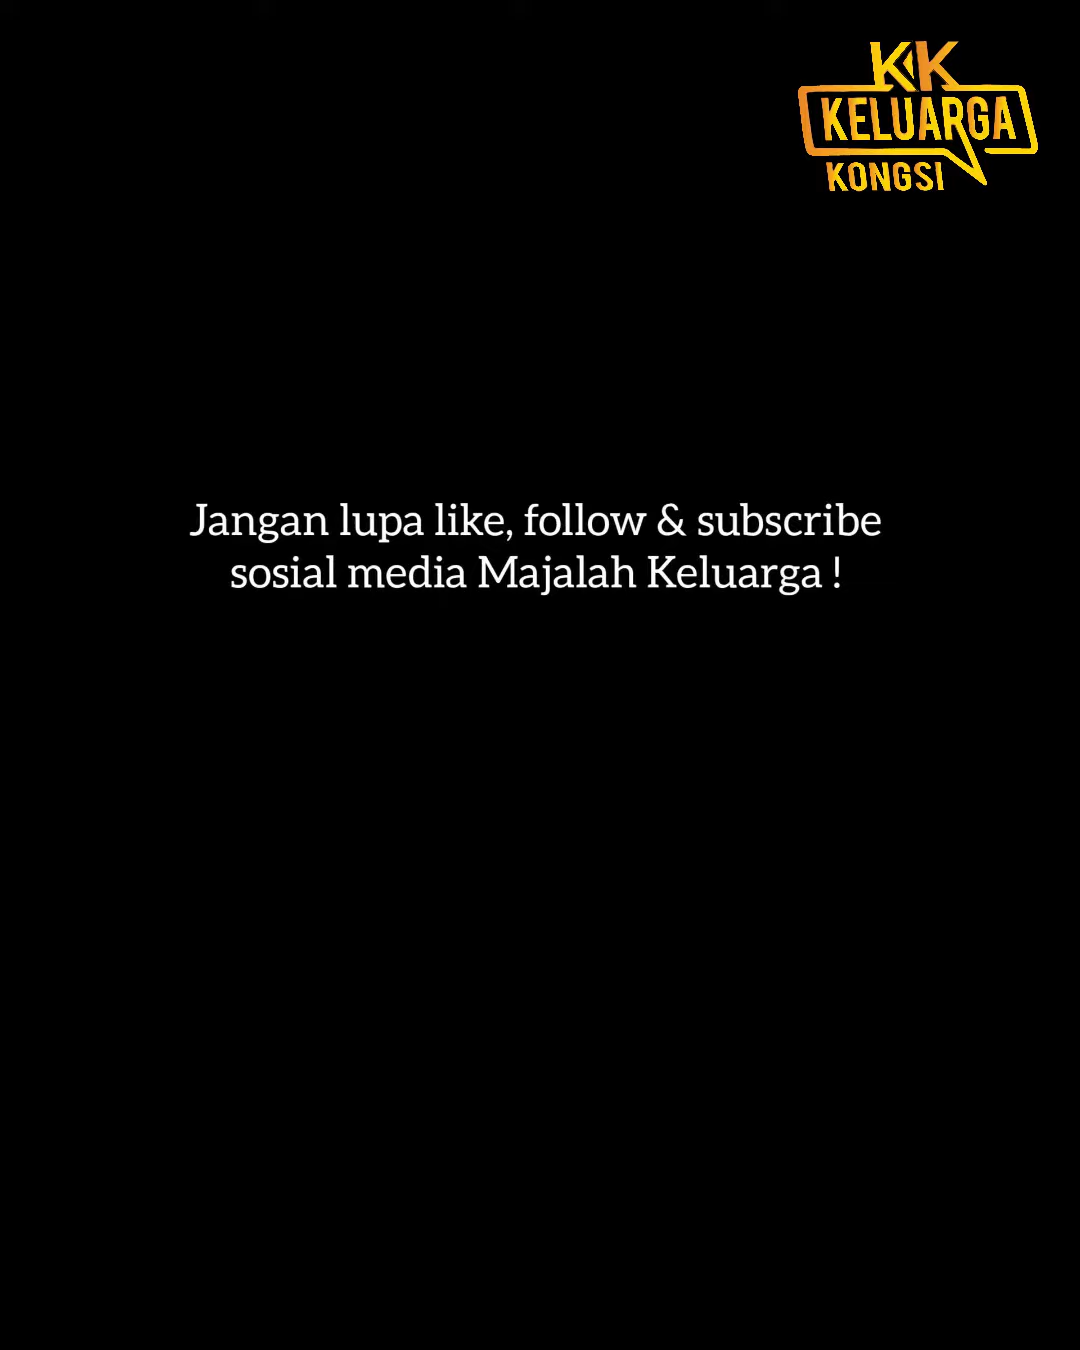 KK
KELUARGA
KONGSI
Jangan lupa like, follow & subscribe
sosial media Majalah Keluarga !